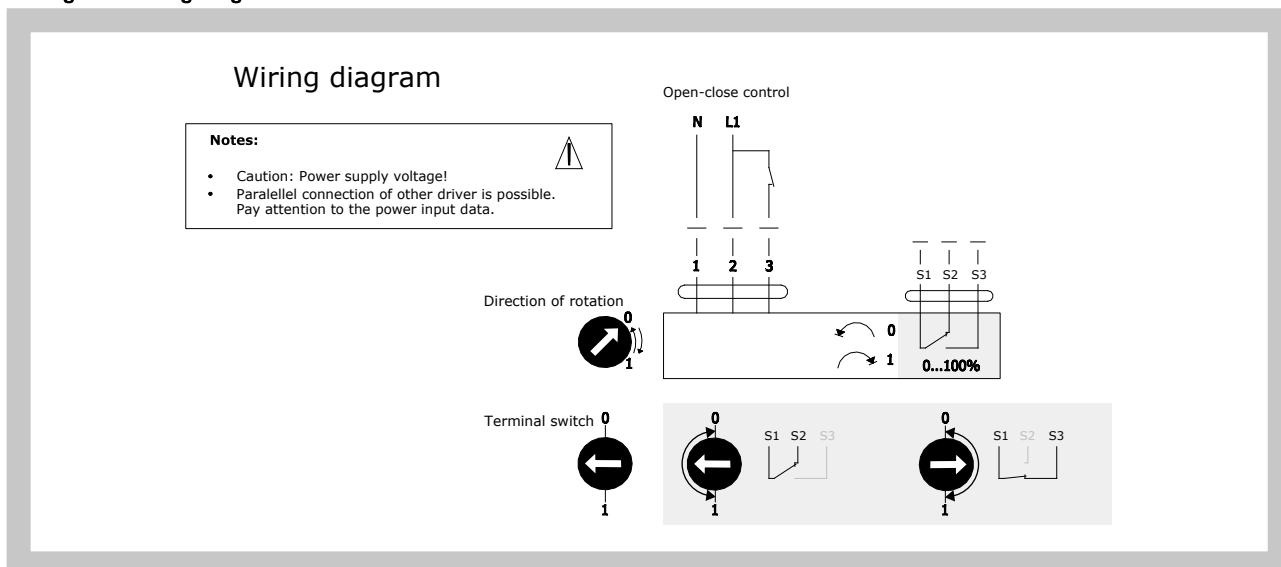 Wiring diagram
Notes:
• Caution: Power supply voltage!
• Paralellel connection of other driver is possible.
Pay attention to the power input data.
Open-close control
N L1
1 2 3
S1 S2 S3
Direction of rotation
0
1
0
1
0...100%
Terminal switch 0
1
0
1
S1 S2 S3
0
1
S1 S2 S3